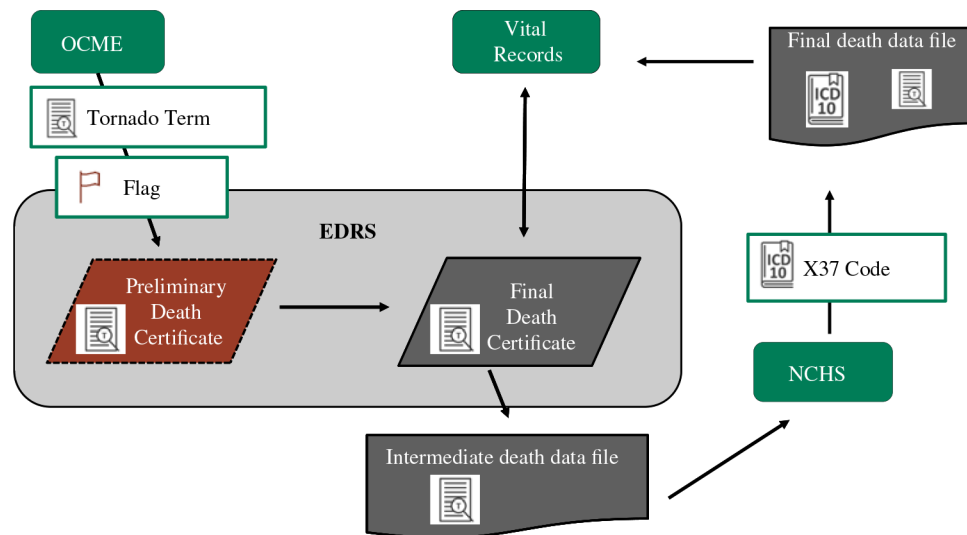 OCME
Tornado Term
T
Flag
EDRS
Preliminary
Death
Certificate
T
Final
Death
Certificate
T
Vital
Records
Intermediate death data file
T
NCHS
ICD
10
X37 Code
Final death data file
ICD
10
T